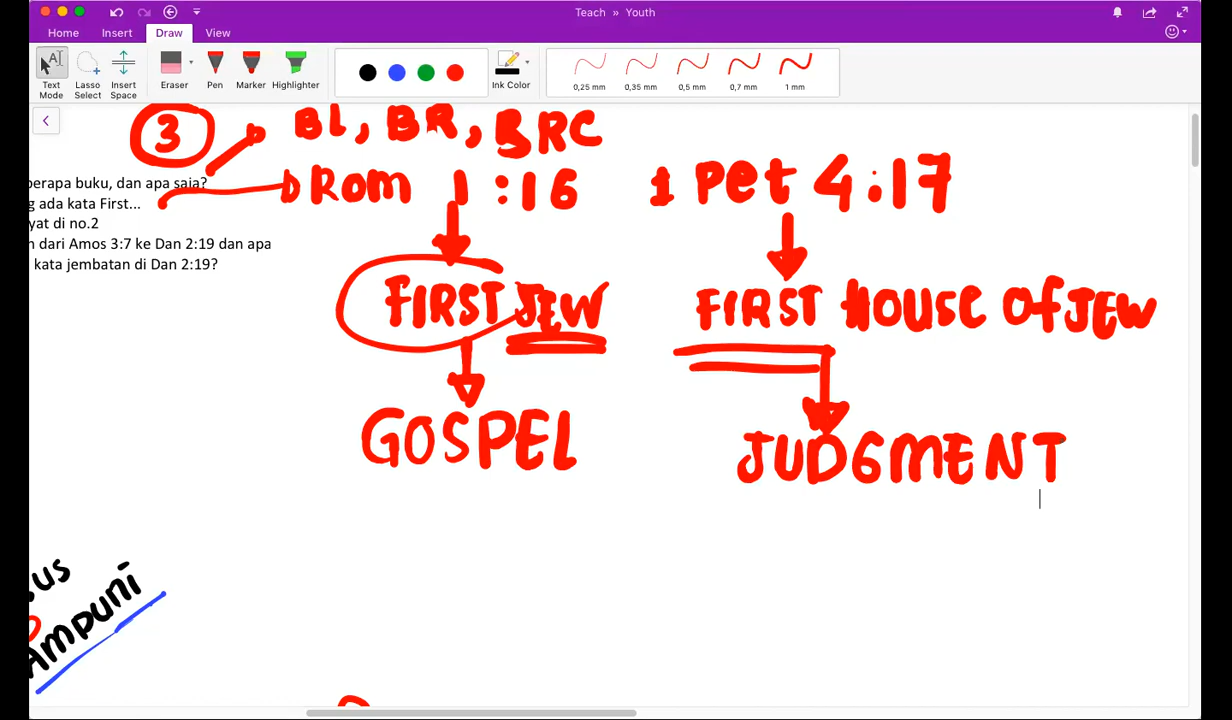 Teach » Youth
Home Insert Draw View
Text Mode
Lasso Select
Insert Space
Eraser
Pen
Marker
Highlighter
Ink Color
0,25 mm
0,35 mm
0,5 mm
0,7 mm
1 mm
3 BL, BR, BRC
erapa buku, dan apa saja?
Rom 1:16 1 Pet 4:17
g ada kata First...
yat di no.2
n dari Amos 3:7 ke Dan 2:19 dan apa
kata jembatan di Dan 2:19?
FIRST JEW FIRST HOUSE OF JEW
GOSPEL JUDGMENT
us
ampuni